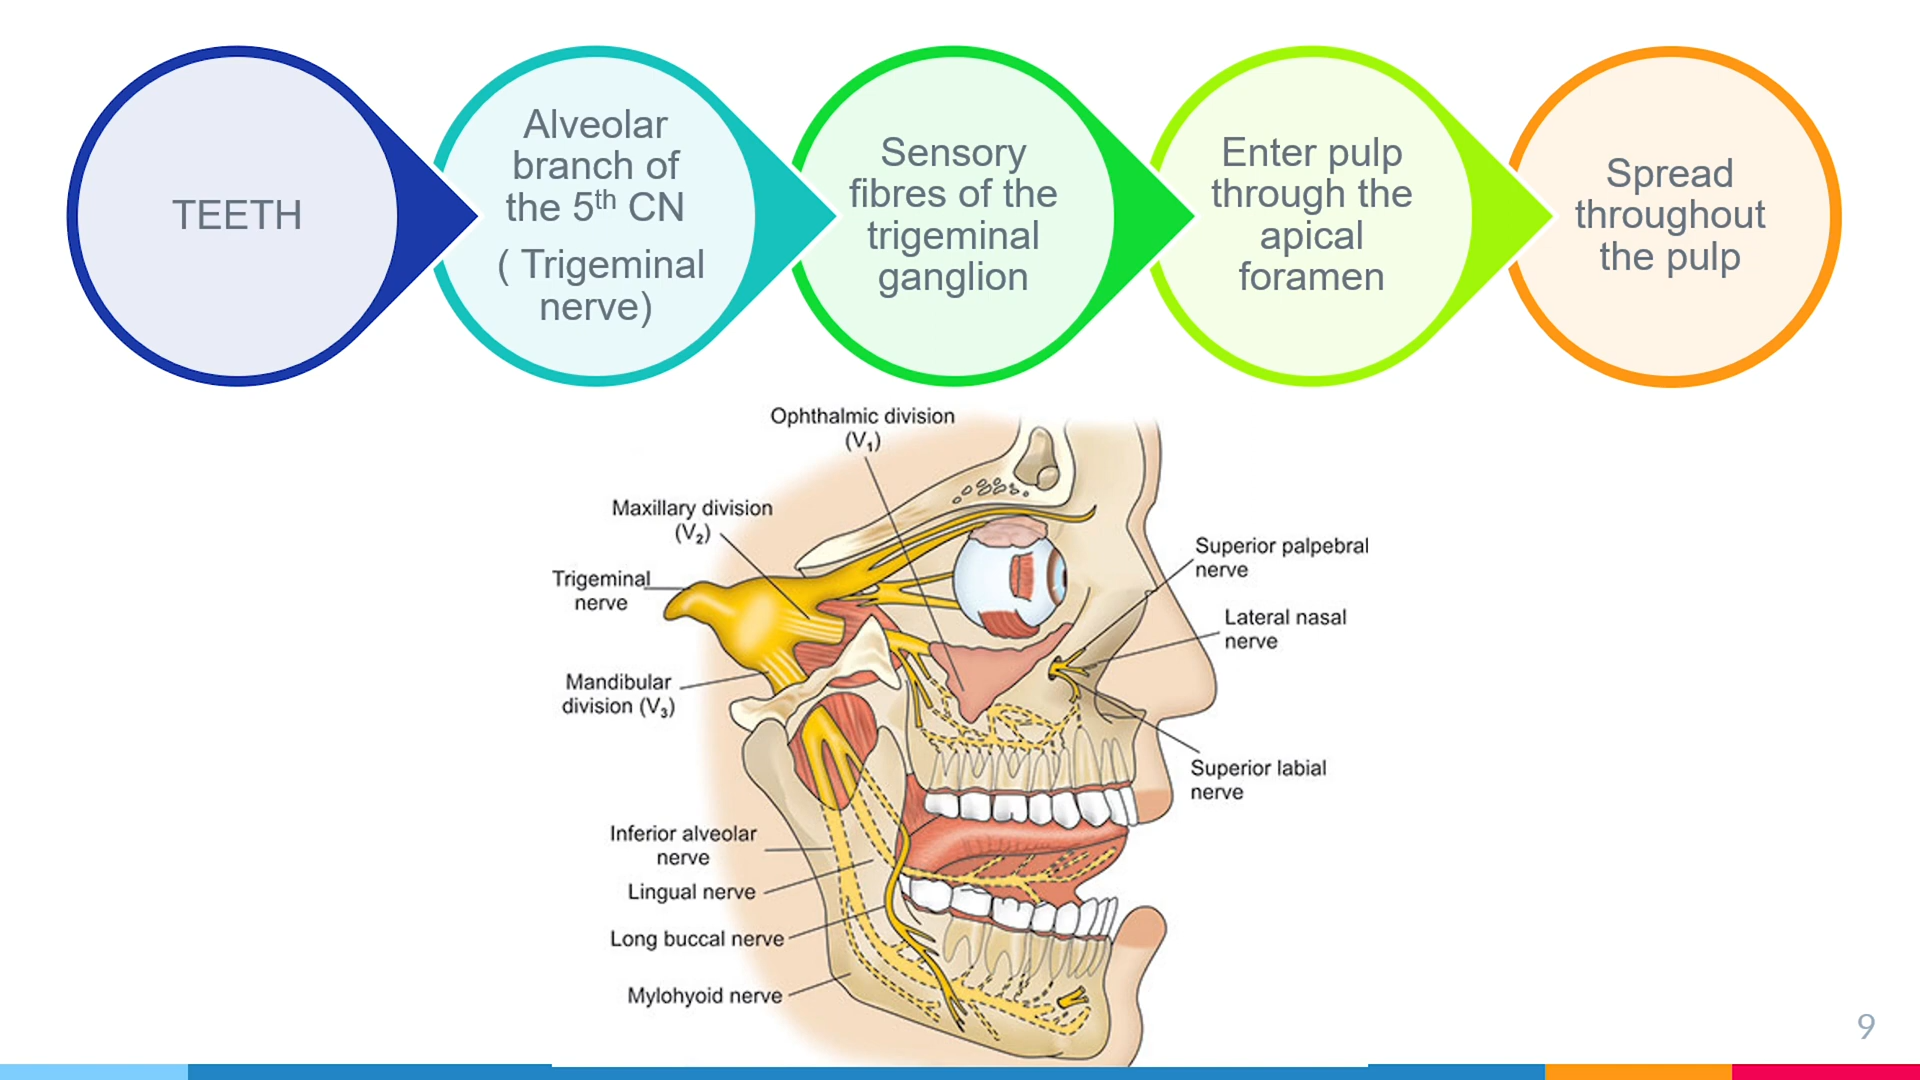 TEETH
Alveolar
branch of
the 5th CN
( Trigeminal
nerve)
Sensory
fibres of the
trigeminal
ganglion
Enter pulp
through the
apical
foramen
Spread
throughout
the pulp
Ophthalmic division
(V₁)
Maxillary division
(V₂)
Trigeminal
nerve
Mandibular
division (V₃)
Superior palpebral
nerve
Lateral nasal
nerve
Superior labial
nerve
Inferior alveolar
nerve
Lingual nerve
Long buccal nerve
Mylohyoid nerve
9